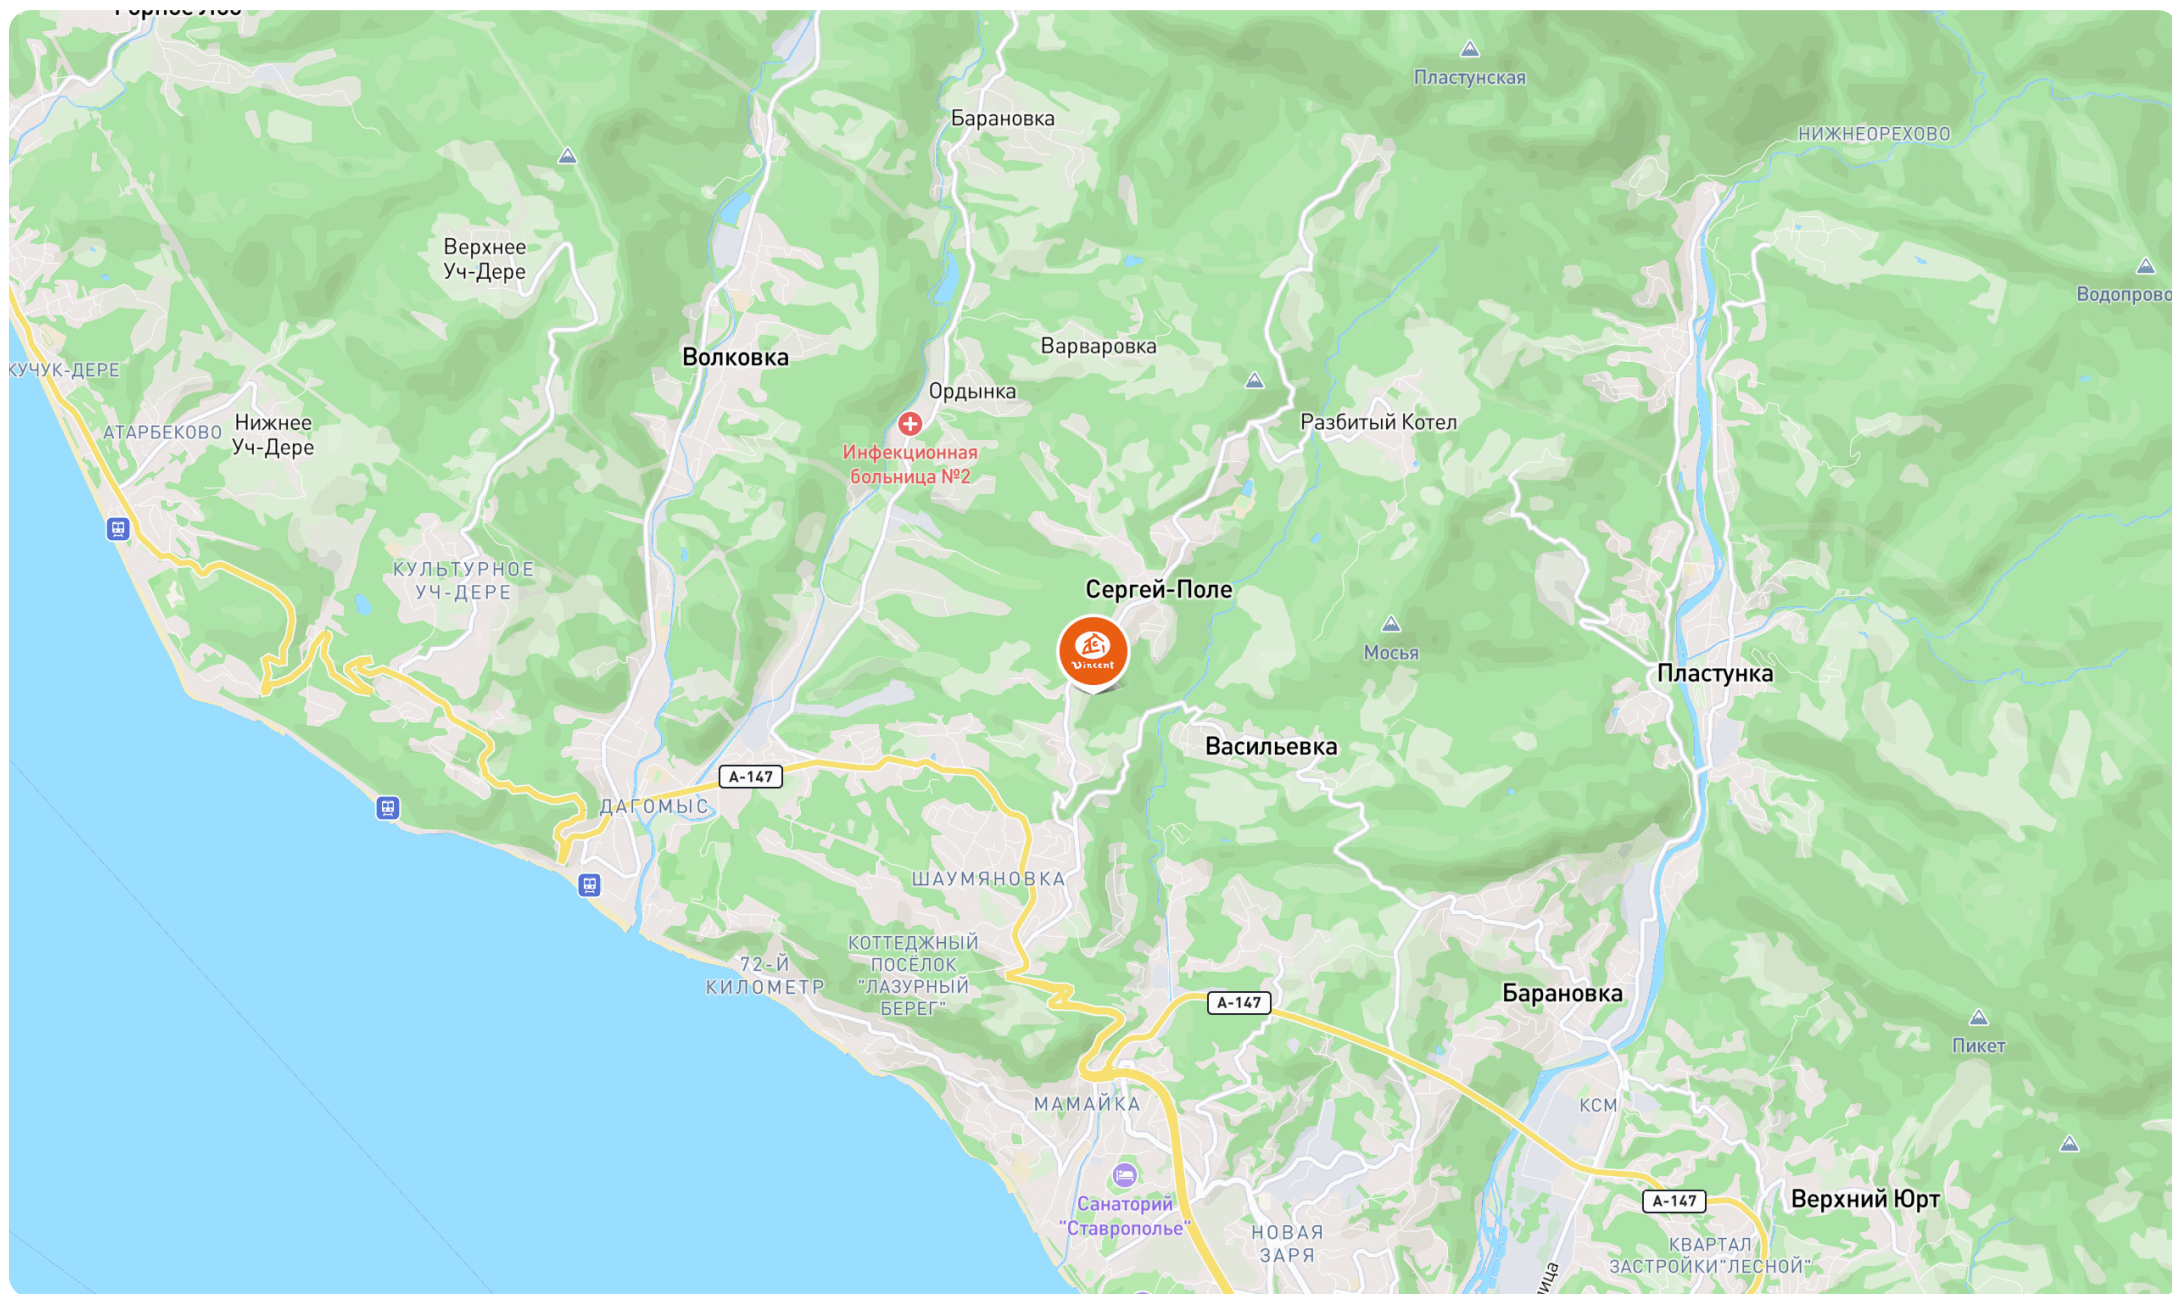 Горное Лоо
Пластунская
Барановка
НИЖНЕОРЕХОВО
Верхнее
Уч-Дере
Водопрово
Варваровка
Волковка
КУЧУК-ДЕРЕ
Ордынка
АТАРБЕКОВО
Нижнее
Уч-Дере
Разбитый Котел
Инфекционная
больница №2
КУЛЬТУРНОЕ
УЧ-ДЕРЕ
Сергей-Поле
Vincent
Мосья
Пластунка
Васильевка
А-147
ДАГОМЫС
ШАУМЯНОВКА
КОТТЕДЖНЫЙ
ПОСЁЛОК
"ЛАЗУРНЫЙ
БЕРЕГ"
72-Й
КИЛОМЕТР
А-147
Барановка
Пикет
МАМАЙКА
КСМ
Санаторий
"Ставрополье"
А-147
Верхний Юрт
НОВАЯ
ЗАРЯ
КВАРТАЛ
ЗАСТРОЙКИ"ЛЕСНОЙ"